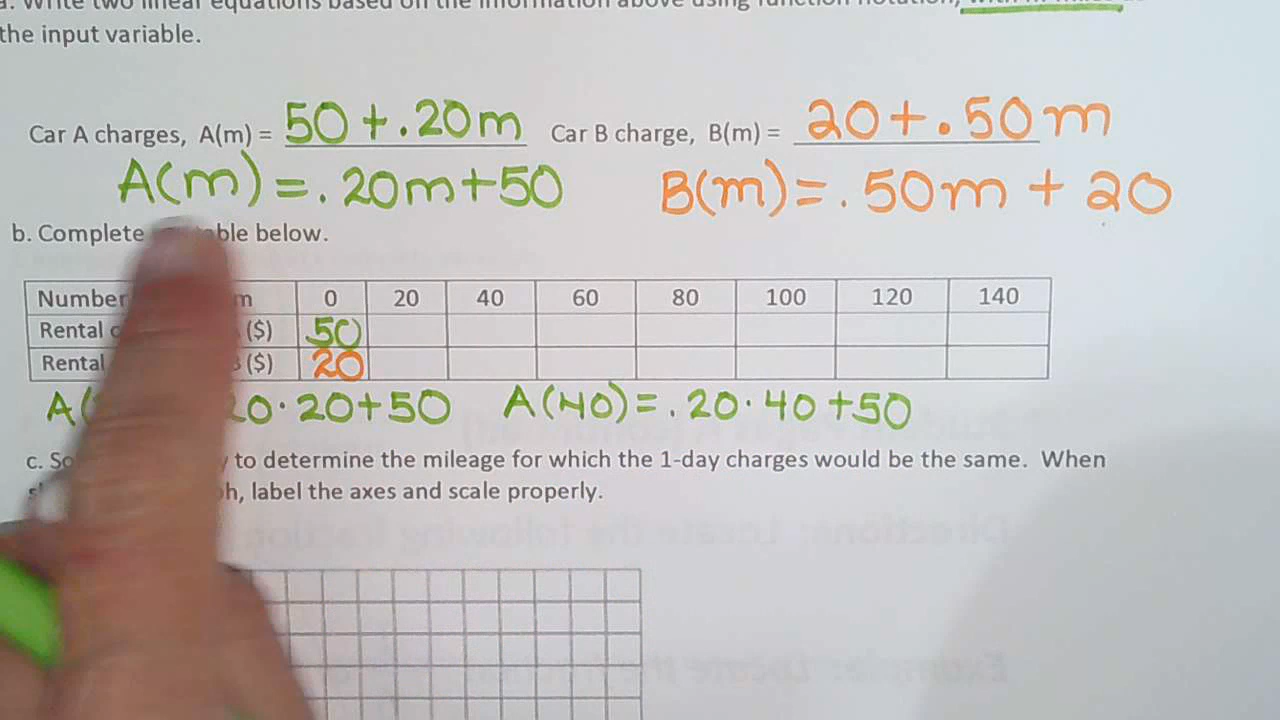 the input variable.
Car A charges, A(m) = 50 + .20m Car B charge, B(m) = 20 + .50m
A(m) = .20m + 50 B(m) = .50m + 20
b. Complete below.
Number m 0 20 40 60 80 100 120 140
Rental ($) 50
Rental ($) 20
A( 20 · 20 + 50 A(40) = .20 · 40 + 50
c. to determine the mileage for which the 1-day charges would be the same. When
label the axes and scale properly.